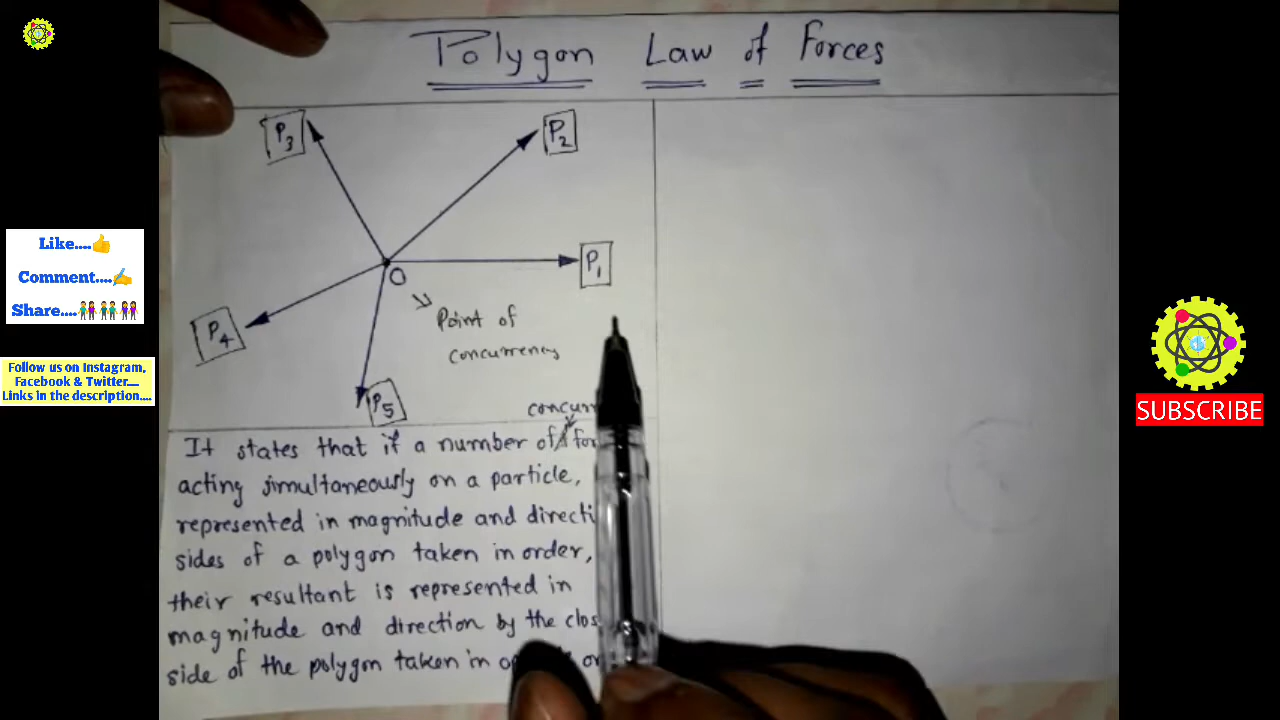 Polygon Law of Forces
P3
P2
P1
O
Point of
concurrency
P4
P5
It states that if a number of
acting simultaneously on a particle,
represented in magnitude and
sides of a polygon taken in order,
their resultant is represented in
magnitude and direction by the
side of the polygon taken in
Like....👍
Comment....✍
Share....👫👫👫
Follow us on Instagram,
Facebook & Twitter....
Links in the description....
SUBSCRIBE